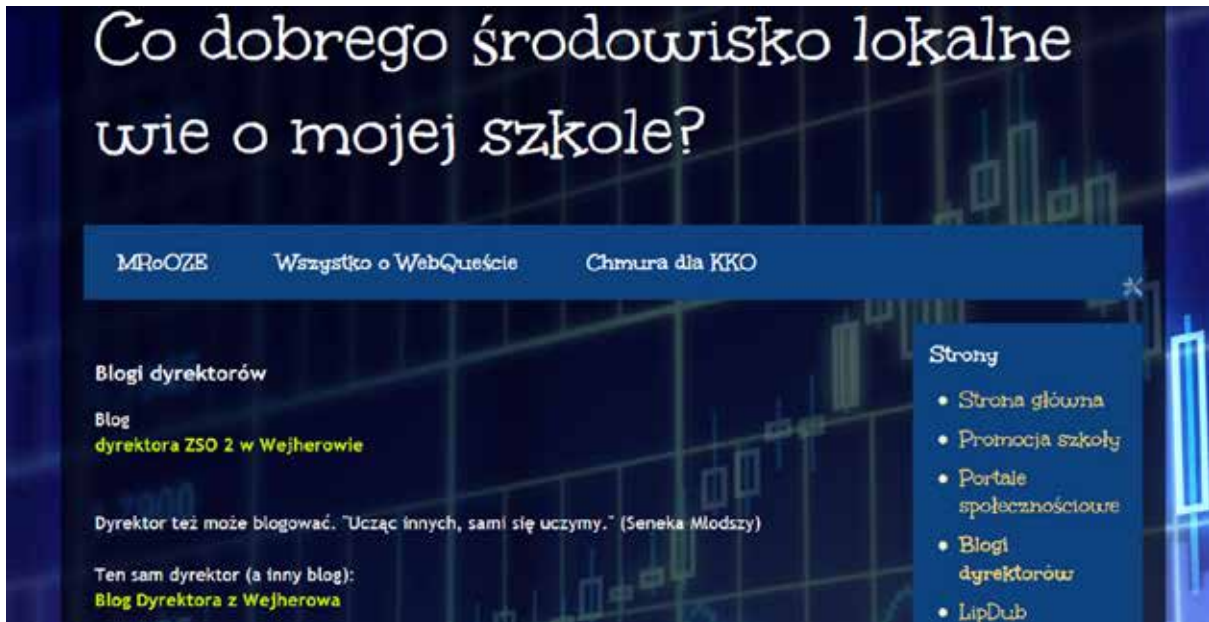 Co dobrego środowisko lokalne
wie o mojej szkole?
MRoOZE Wszystko o WebQueście Chmura dla KKO
Blogi dyrektorów
Blog
dyrektora ZSO 2 w Wejherowie
Dyrektor też może blogować. "Ucząc innych, sami się uczymy." (Seneka Młodszy)
Ten sam dyrektor (a inny blog):
Blog Dyrektora z Wejherowa
Strony
• Strona główna
• Promocja szkoły
• Portale
społecznościowe
• Blogi
dyrektorów
• LipDub